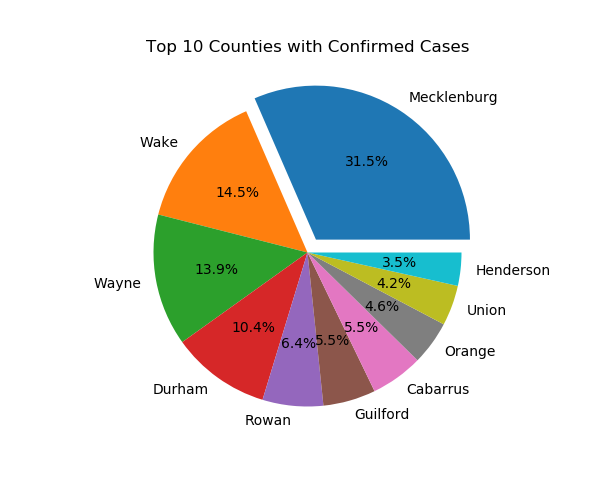 Top 10 Counties with Confirmed Cases
Mecklenburg
31.5%
Wake
14.5%
Wayne
13.9%
Durham
10.4%
Rowan
6.4%
Guilford
5.5%
Cabarrus
5.5%
Orange
4.6%
Union
4.2%
Henderson
3.5%